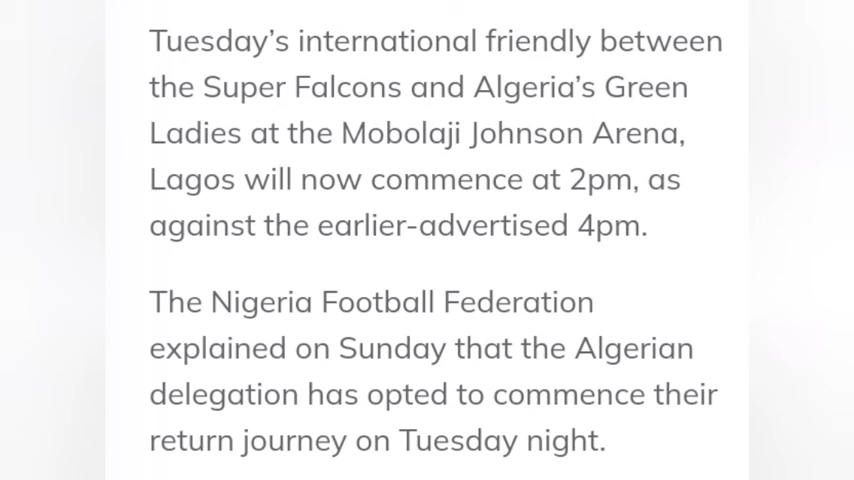 Tuesday’s international friendly between
the Super Falcons and Algeria’s Green
Ladies at the Mobolaji Johnson Arena,
Lagos will now commence at 2pm, as
against the earlier-advertised 4pm.
The Nigeria Football Federation
explained on Sunday that the Algerian
delegation has opted to commence their
return journey on Tuesday night.